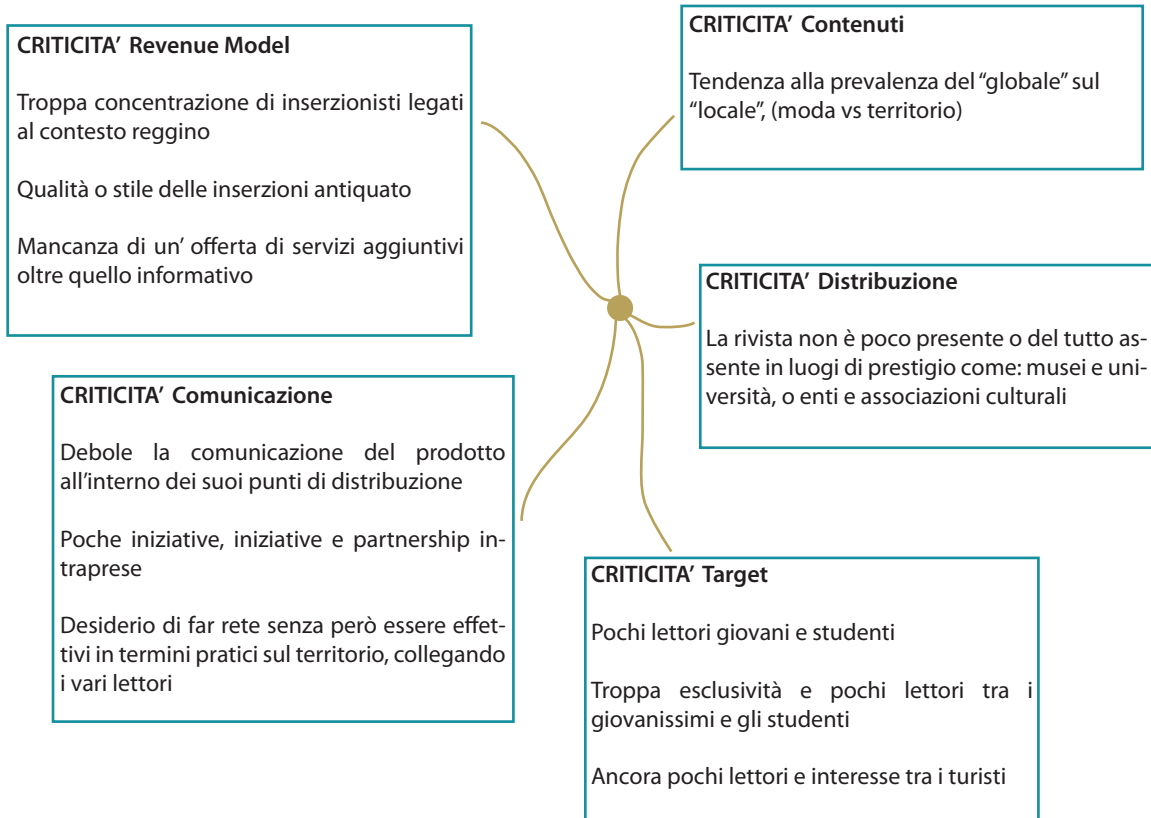 CRITICITA’ Revenue Model
Troppa concentrazione di inserzionisti legati
al contesto reggino
Qualità o stile delle inserzioni antiquato
Mancanza di un’ offerta di servizi aggiuntivi
oltre quello informativo
CRITICITA’ Contenuti
Tendenza alla prevalenza del “globale” sul
“locale”, (moda vs territorio)
CRITICITA’ Distribuzione
La rivista non è poco presente o del tutto as-
sente in luogi di prestigio come: musei e uni-
versità, o enti e associazioni culturali
CRITICITA’ Comunicazione
Debole la comunicazione del prodotto
all’interno dei suoi punti di distribuzione
Poche iniziative, iniziative e partnership in-
traprese
Desiderio di far rete senza però essere effet-
tivi in termini pratici sul territorio, collegando
i vari lettori
CRITICITA’ Target
Pochi lettori giovani e studenti
Troppa esclusività e pochi lettori tra i
giovanissimi e gli studenti
Ancora pochi lettori e interesse tra i turisti